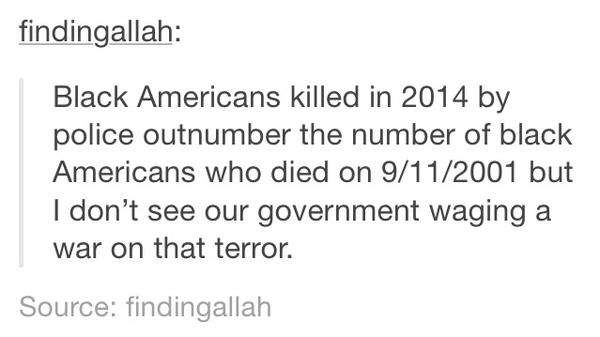 findingallah:
Black Americans killed in 2014 by
police outnumber the number of black
Americans who died on 9/11/2001 but
I don’t see our government waging a
war on that terror.
Source: findingallah